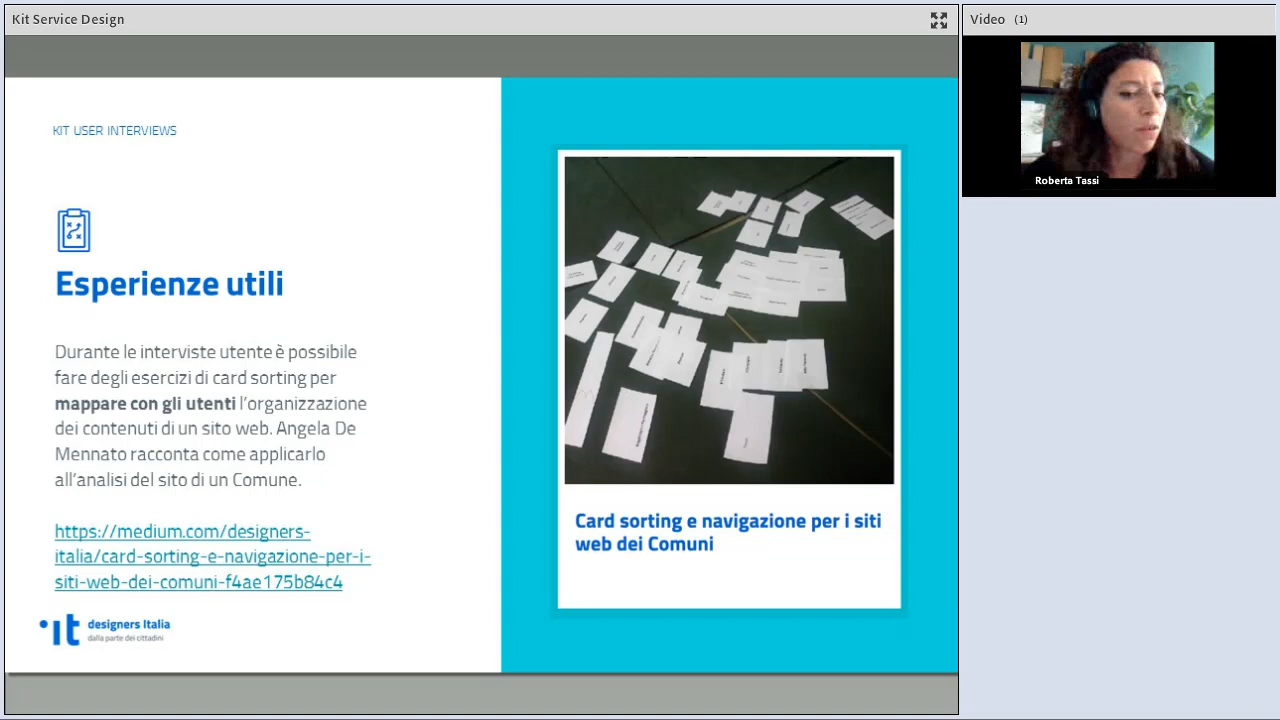 Kit Service Design
Video (1)
Roberta Tassi
KIT USER INTERVIEWS
Esperienze utili
Durante le interviste utente è possibile
fare degli esercizi di card sorting per
mappare con gli utenti l'organizzazione
dei contenuti di un sito web. Angela De
Mennato racconta come applicarlo
all'analisi del sito di un Comune.
https://medium.com/designers-
italia/card-sorting-e-navigazione-per-i-
siti-web-dei-comuni-f4ae175b84c4
it designers Italia
dalla parte dei cittadini
Card sorting e navigazione per i siti
web dei Comuni